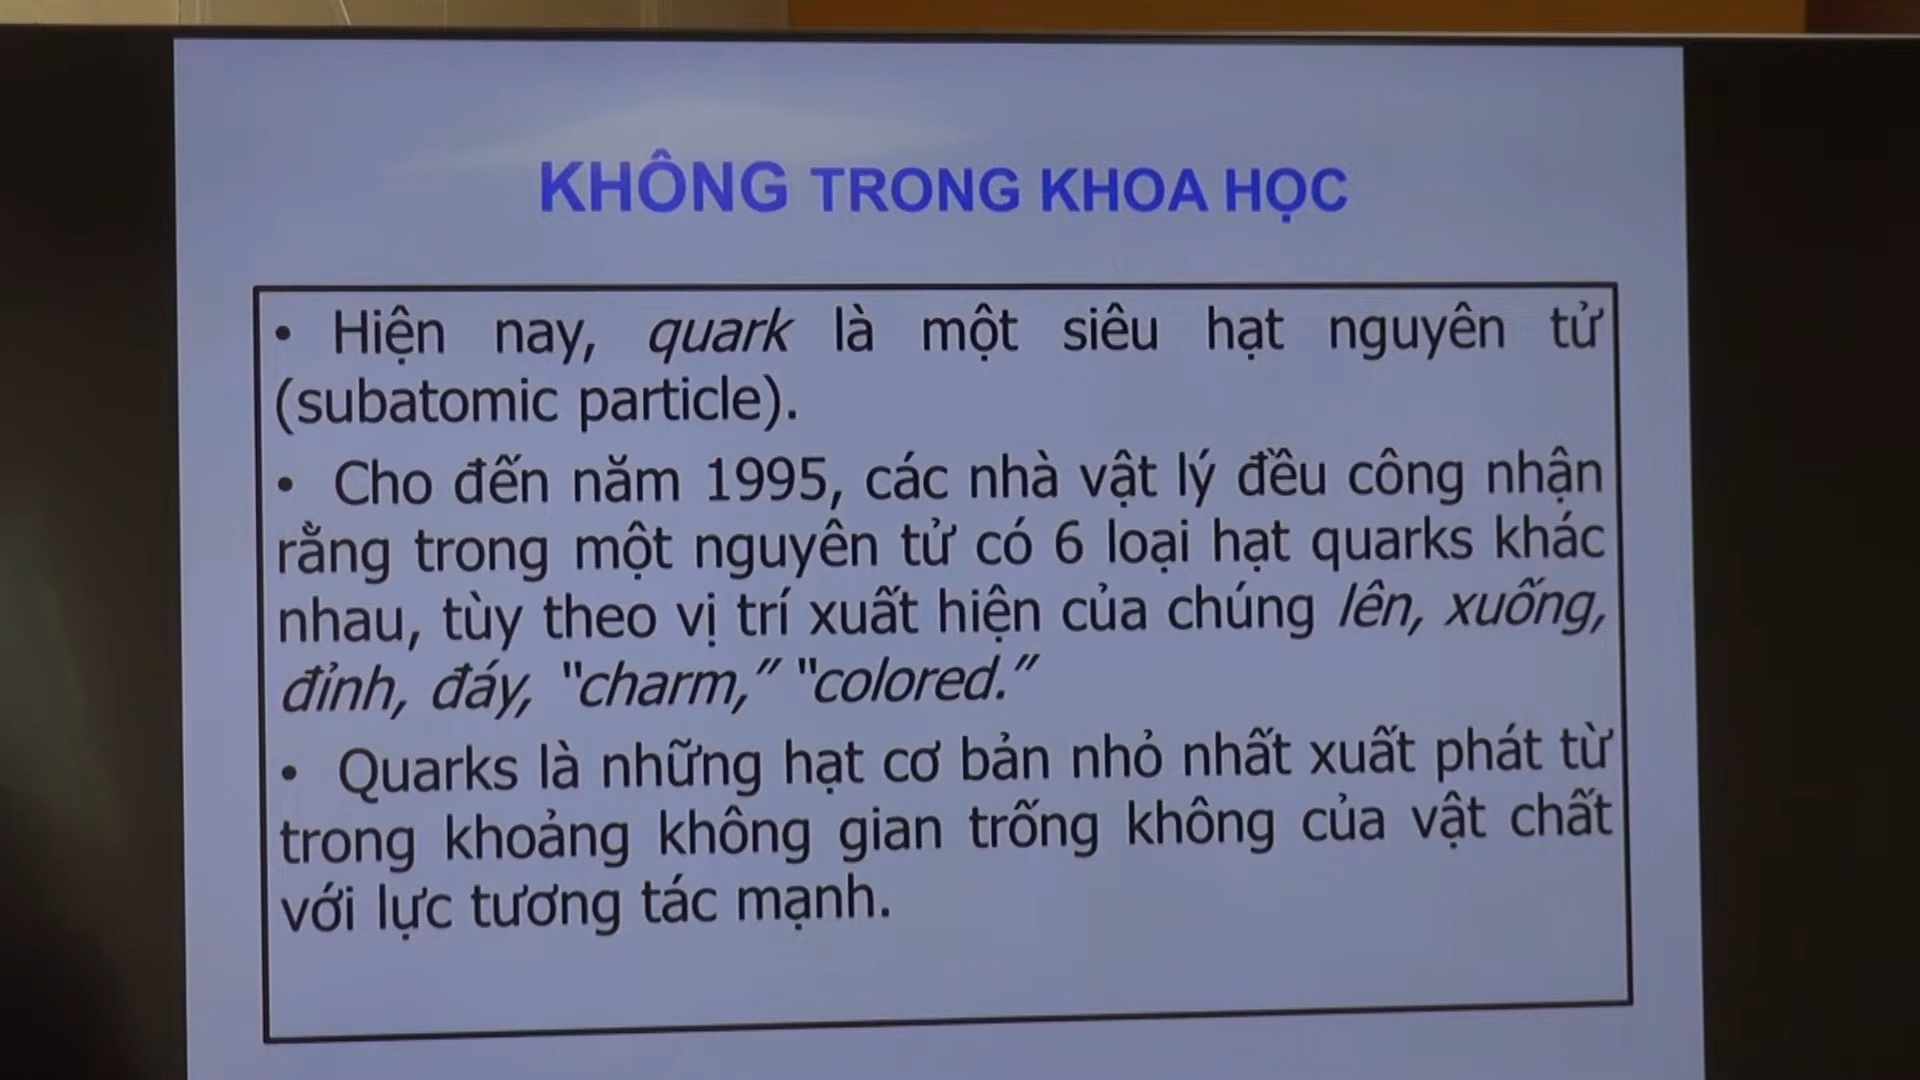 KHÔNG TRONG KHOA HỌC
• Hiện nay, quark là một siêu hạt nguyên tử
(subatomic particle).
• Cho đến năm 1995, các nhà vật lý đều công nhận
rằng trong một nguyên tử có 6 loại hạt quarks khác
nhau, tùy theo vị trí xuất hiện của chúng lên, xuống,
đỉnh, đáy, "charm," "colored."
• Quarks là những hạt cơ bản nhỏ nhất xuất phát từ
trong khoảng không gian trống không của vật chất
với lực tương tác mạnh.